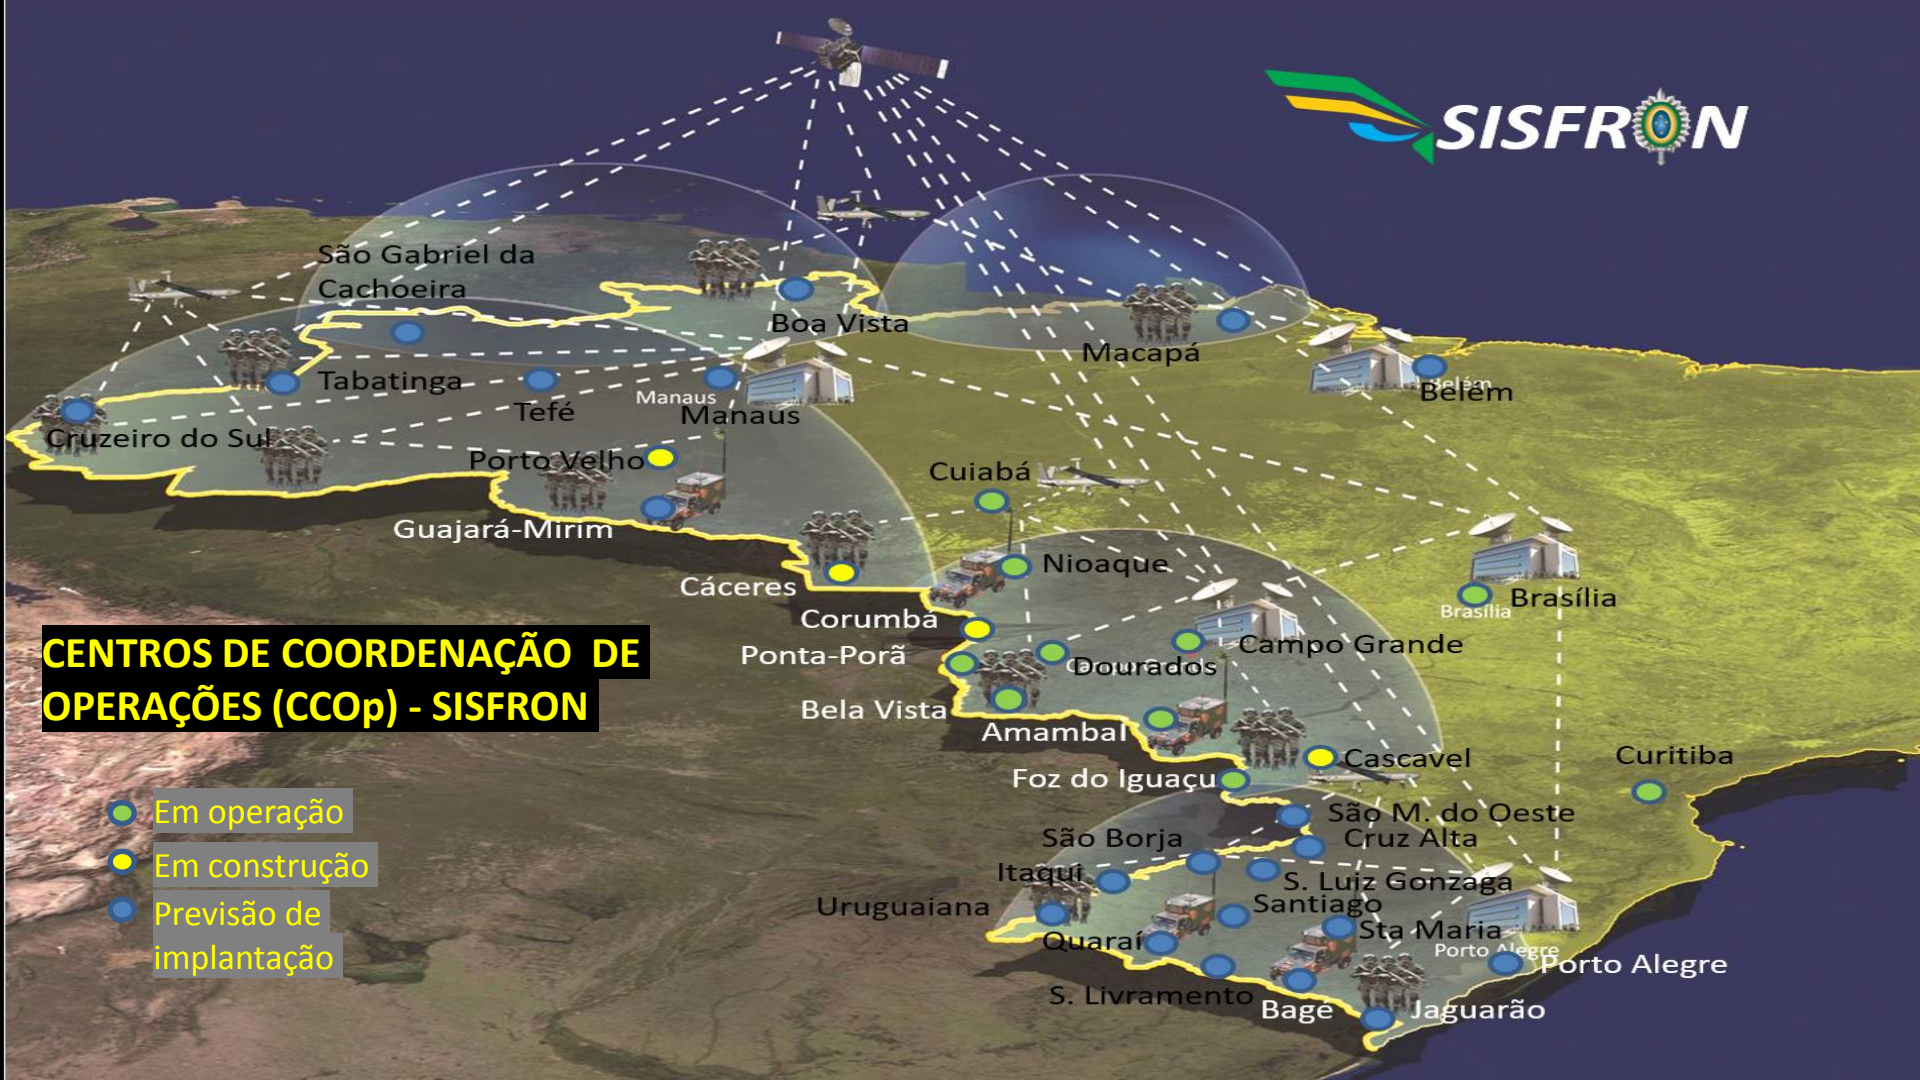 SISFRON
São Gabriel da
Cachoeira
Boa Vista
Macapá
Tabatinga
Tefé
Manaus
Manaus
Belém
Belém
Cruzeiro do Sul
Porto Velho
Cuiabá
Guajará-Mirim
Nioaque
Cáceres
Brasília
Brasília
Corumbá
Ponta-Porã
Campo Grande
Campo Grande
Dourados
CENTROS DE COORDENAÇÃO DE
OPERAÇÕES (CCOp) - SISFRON
Bela Vista
Amambaí
Cascavel
Curitiba
Foz do Iguaçu
Em operação
São M. do Oeste
São Borja
Cruz Alta
Em construção
Itaqui
S. Luiz Gonzaga
Uruguaiana
Santiago
Previsão de
implantação
Quaraí
Sta Maria
Porto Alegre
Porto Alegre
S. Livramento
Bagé
Jaguarão